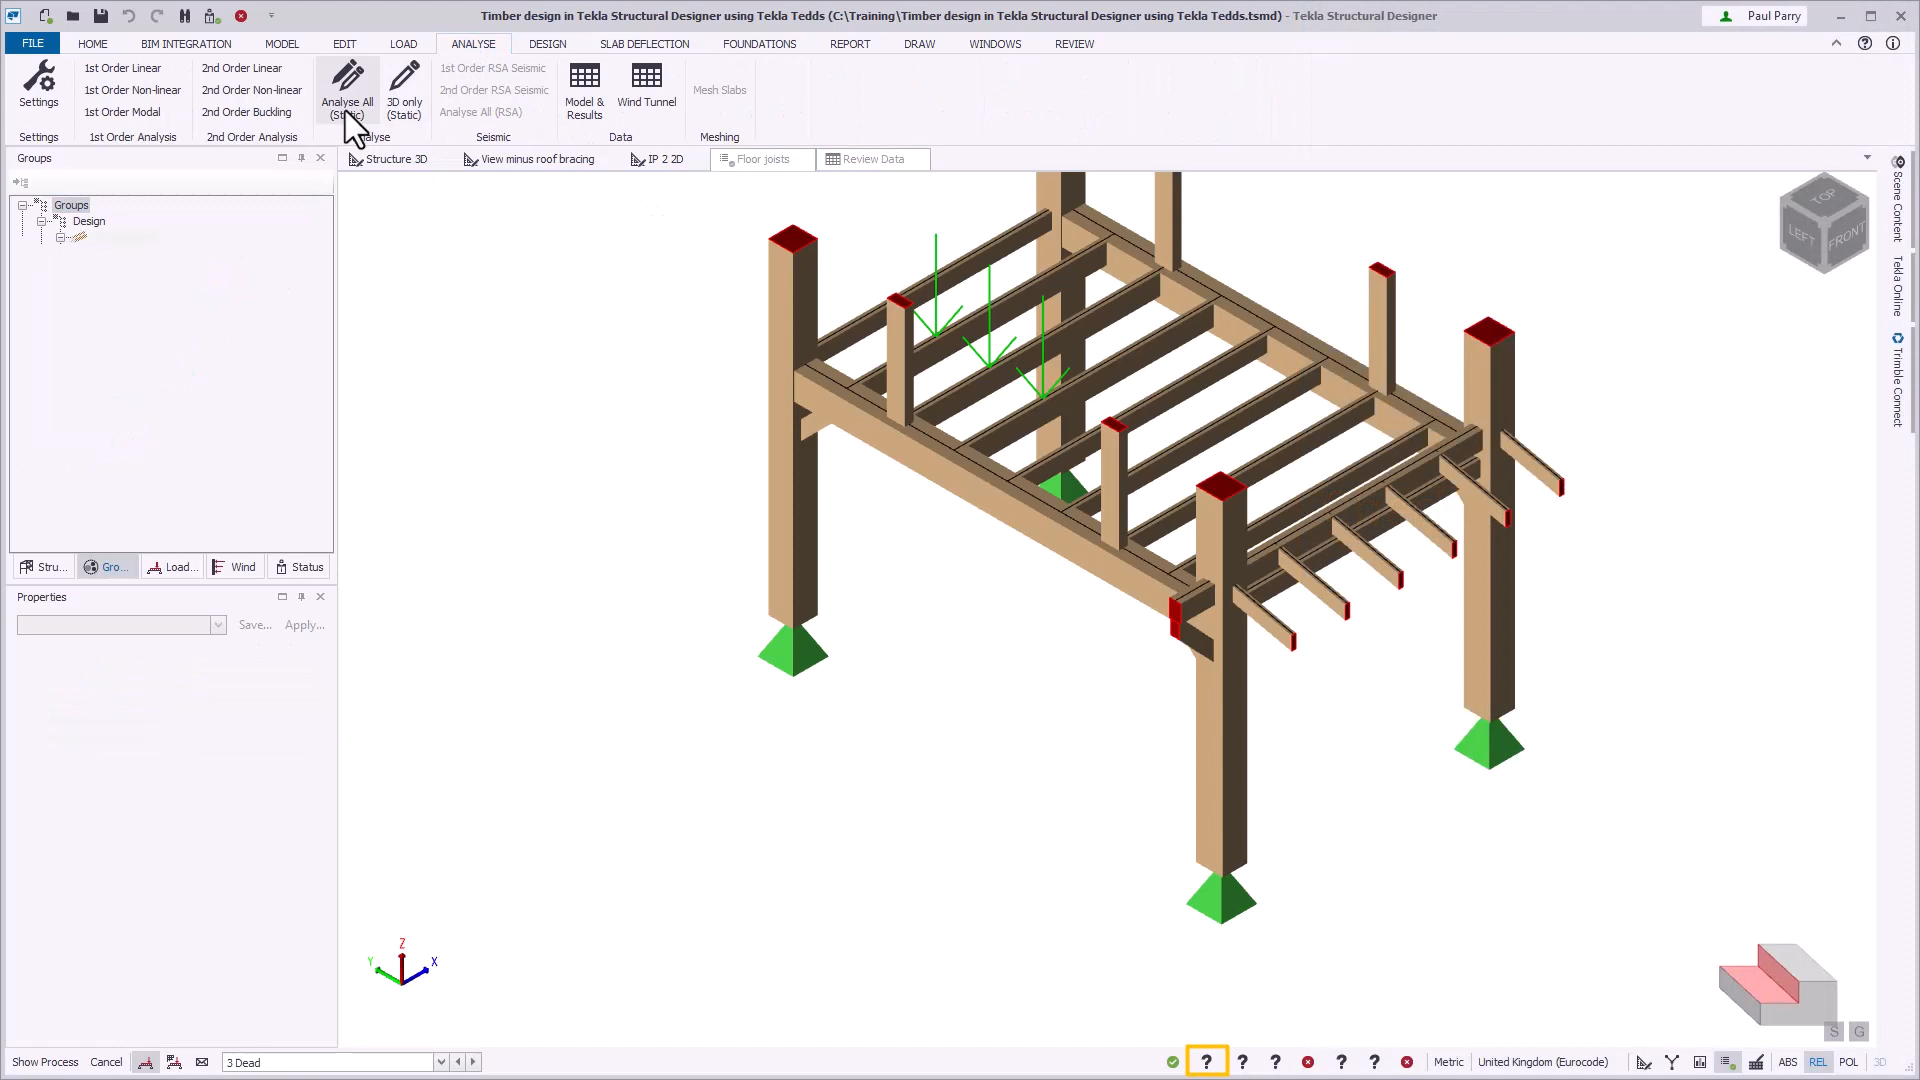 Timber design in Tekla Structural Designer using Tekla Tedds (C:\Training\Timber design in Tekla Structural Designer using Tekla Tedds.tsmd) - Tekla Structural Designer
Paul Parry
FILE HOME BIM INTEGRATION MODEL EDIT LOAD ANALYSE DESIGN SLAB DEFLECTION FOUNDATIONS REPORT DRAW WINDOWS REVIEW
Settings
1st Order Linear
1st Order Non-linear
1st Order Modal
2nd Order Linear
2nd Order Non-linear
2nd Order Buckling
Analyse All
3D only
(Static)
1st Order RSA Seismic
2nd Order RSA Seismic
Analyse All (RSA)
Model &
Results
Wind Tunnel
Mesh Slabs
Settings 1st Order Analysis 2nd Order Analysis Seismic Data Meshing
Groups
Structure 3D View minus roof bracing IP 2 2D Floor joists Review Data
Groups
Design
Stru... Gro... Load... Wind Status
Properties
Save... Apply...
TOP
LEFT
FRONT
Scene Content
Tekla Online
Trimble Connect
Z
Y
X
S G
Show Process Cancel 3 Dead ? ? ? ? ? Metric United Kingdom (Eurocode) ABS REL POL 3D